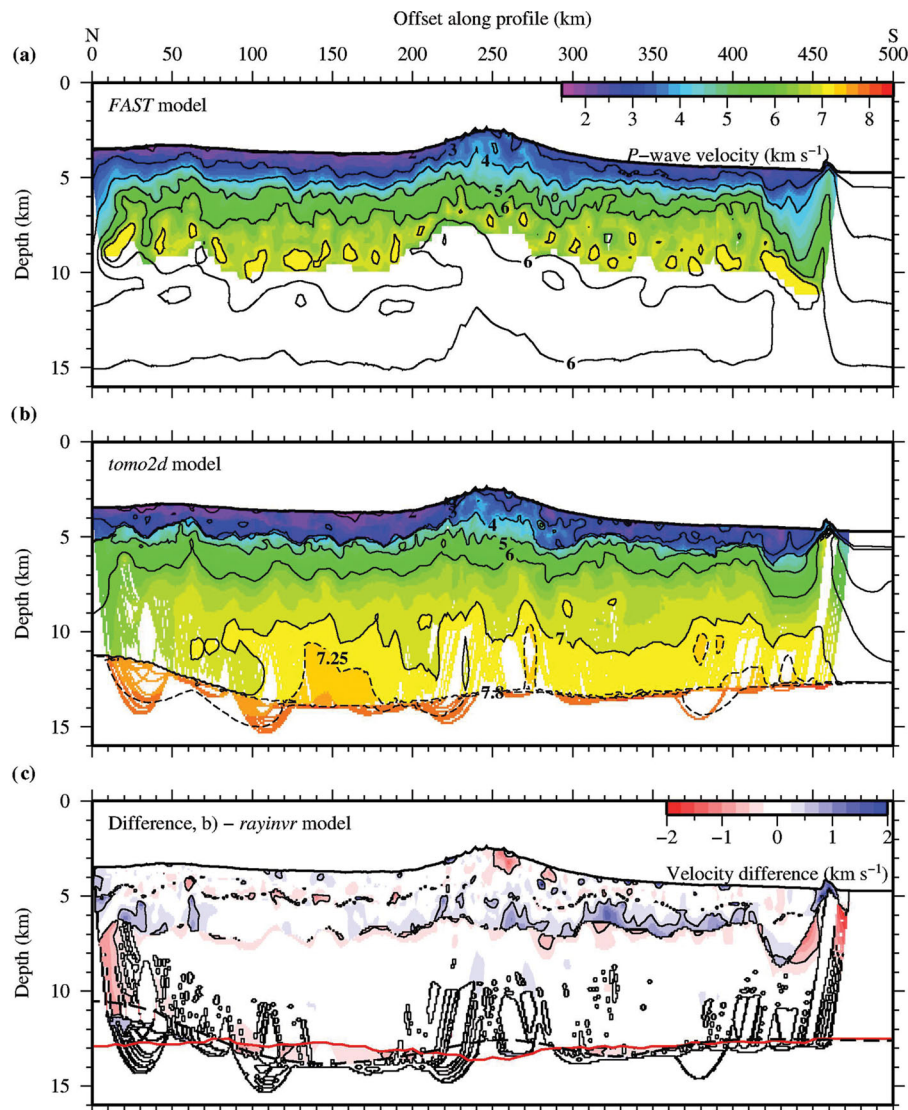 Offset along profile (km)
N S
0 50 100 150 200 250 300 350 400 450 500
(a)
0
5
10
15
Depth (km)
FAST model
2 3 4 5 6 7 8
P-wave velocity (km s−1)
2
3
4
5
6
6
6
(b)
0
5
10
15
Depth (km)
tomo2d model
3
4
5
6
7
7.25
7.8
(c)
0
5
10
15
Depth (km)
Difference, b) − rayinvr model
−2 −1 0 1 2
Velocity difference (km s−1)